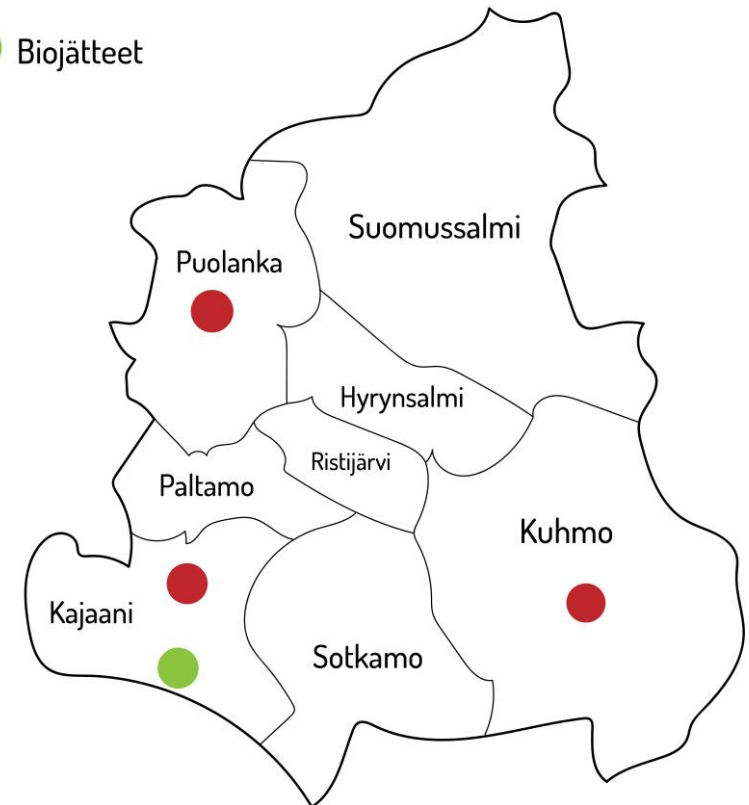 Biojätteet
Suomussalmi
Puolanka
Hyrynsalmi
Ristijärvi
Paltamo
Kuhmo
Kajaani
Sotkamo